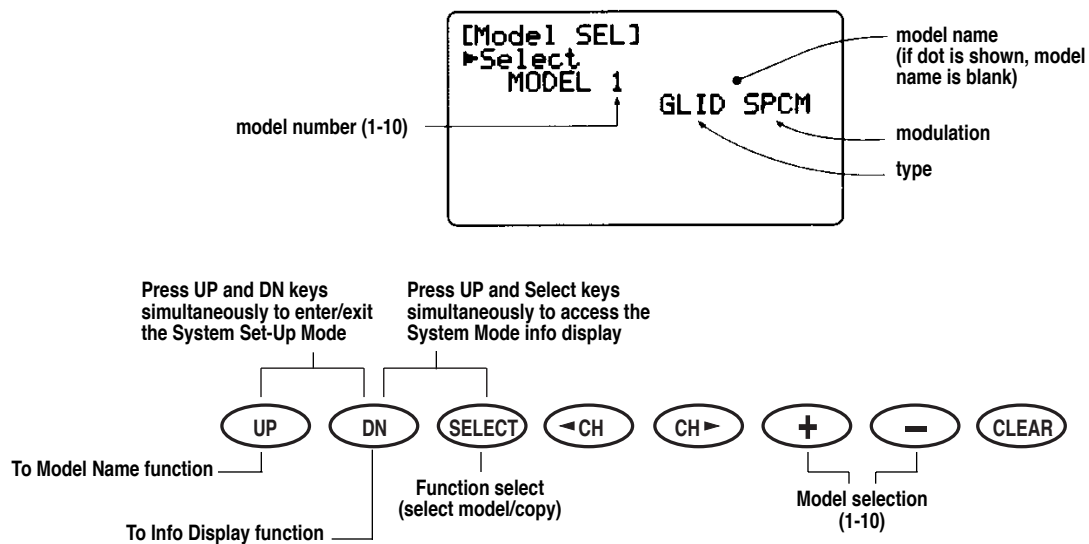 [Model SEL]
►Select
MODEL 1
GLID SPCM
model name
(if dot is shown, model
name is blank)
model number (1-10)
modulation
type
Press UP and DN keys
simultaneously to enter/exit
the System Set-Up Mode
Press UP and Select keys
simultaneously to access the
System Mode info display
UP
DN
SELECT
◄CH
CH►
+
–
CLEAR
To Model Name function
Function select
(select model/copy)
Model selection
(1-10)
To Info Display function